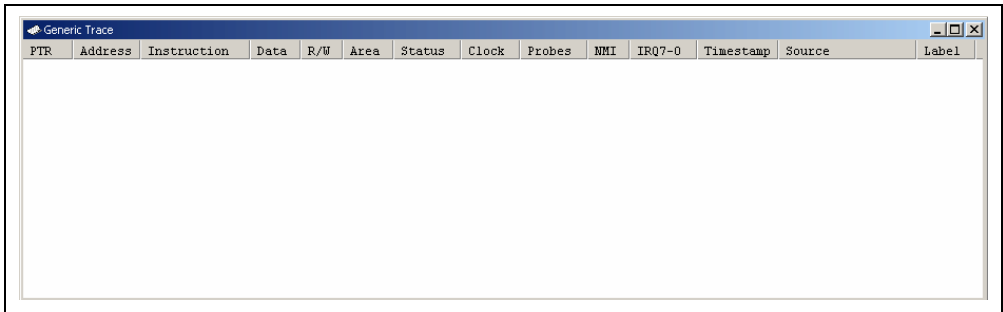 Generic Trace
PTR Address Instruction Data R/W Area Status Clock Probes NMI IRQ7-0 Timestamp Source Label